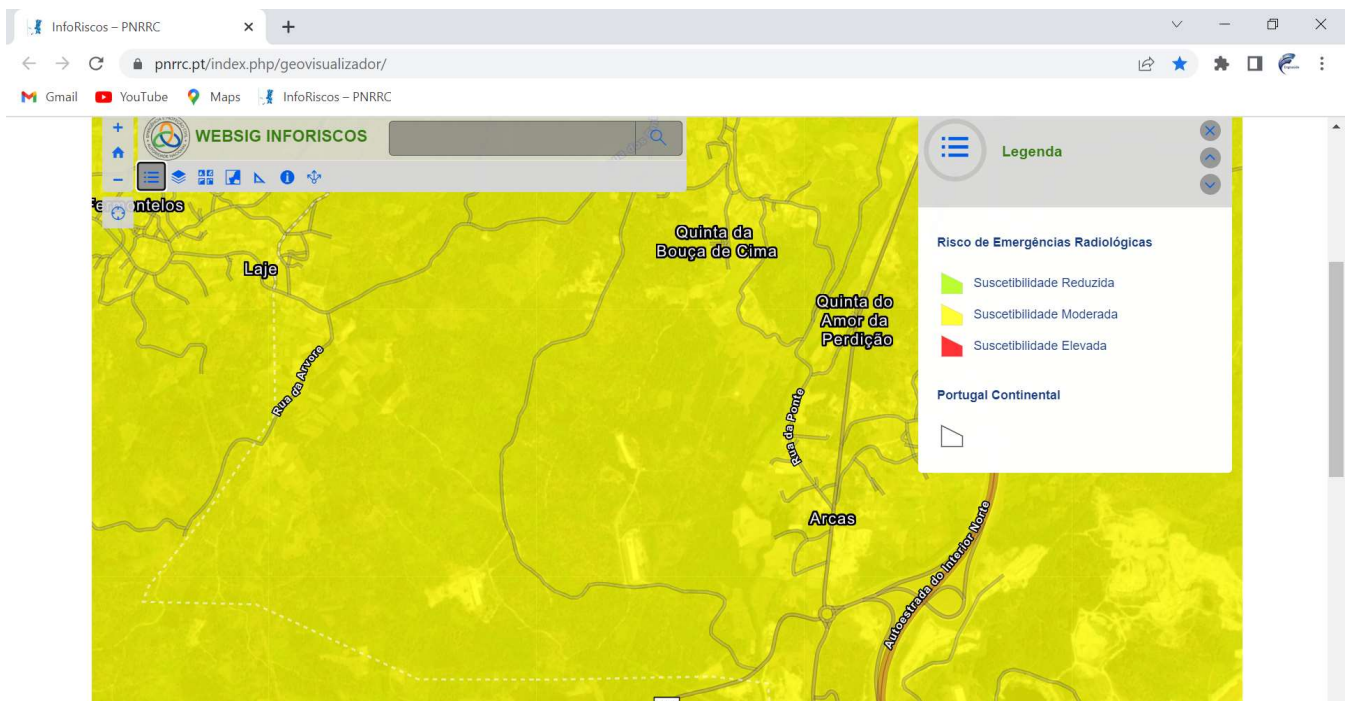 InfoRiscos – PNRRC
pnrrc.pt/index.php/geovisualizador/
Gmail YouTube Maps InfoRiscos – PNRRC
WEBSIG INFORISCOS
Legenda
Laje
Quinta da
Bouça de Cima
Quinta do
Amor da
Perdição
Rua da Arvore
Rua da Ponte
Arcas
Autoestrada do Interior Norte
Risco de Emergências Radiológicas
Suscetibilidade Reduzida
Suscetibilidade Moderada
Suscetibilidade Elevada
Portugal Continental